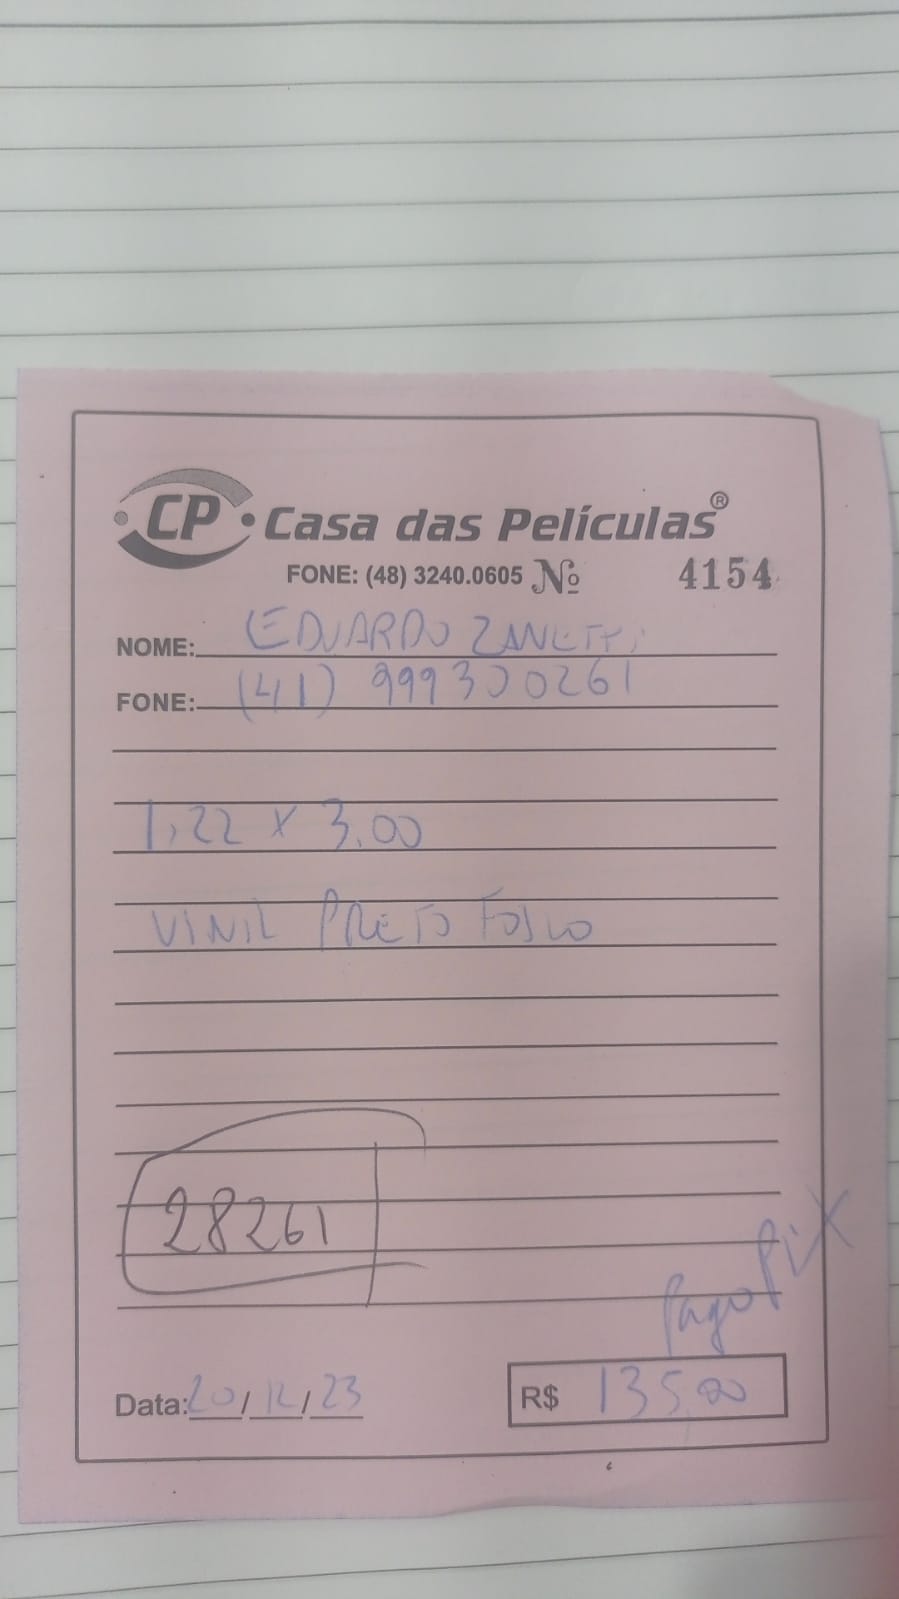 CP Casa das Películas®
FONE: (48) 3240.0605 Nº 4154
NOME: EDUARDO ZANETTI
FONE: (41) 999300261
1,22 x 3.00
VINIL PRETO FOSCO
28261
Pago PiX
Data: 20/12/23 R$ 135,00